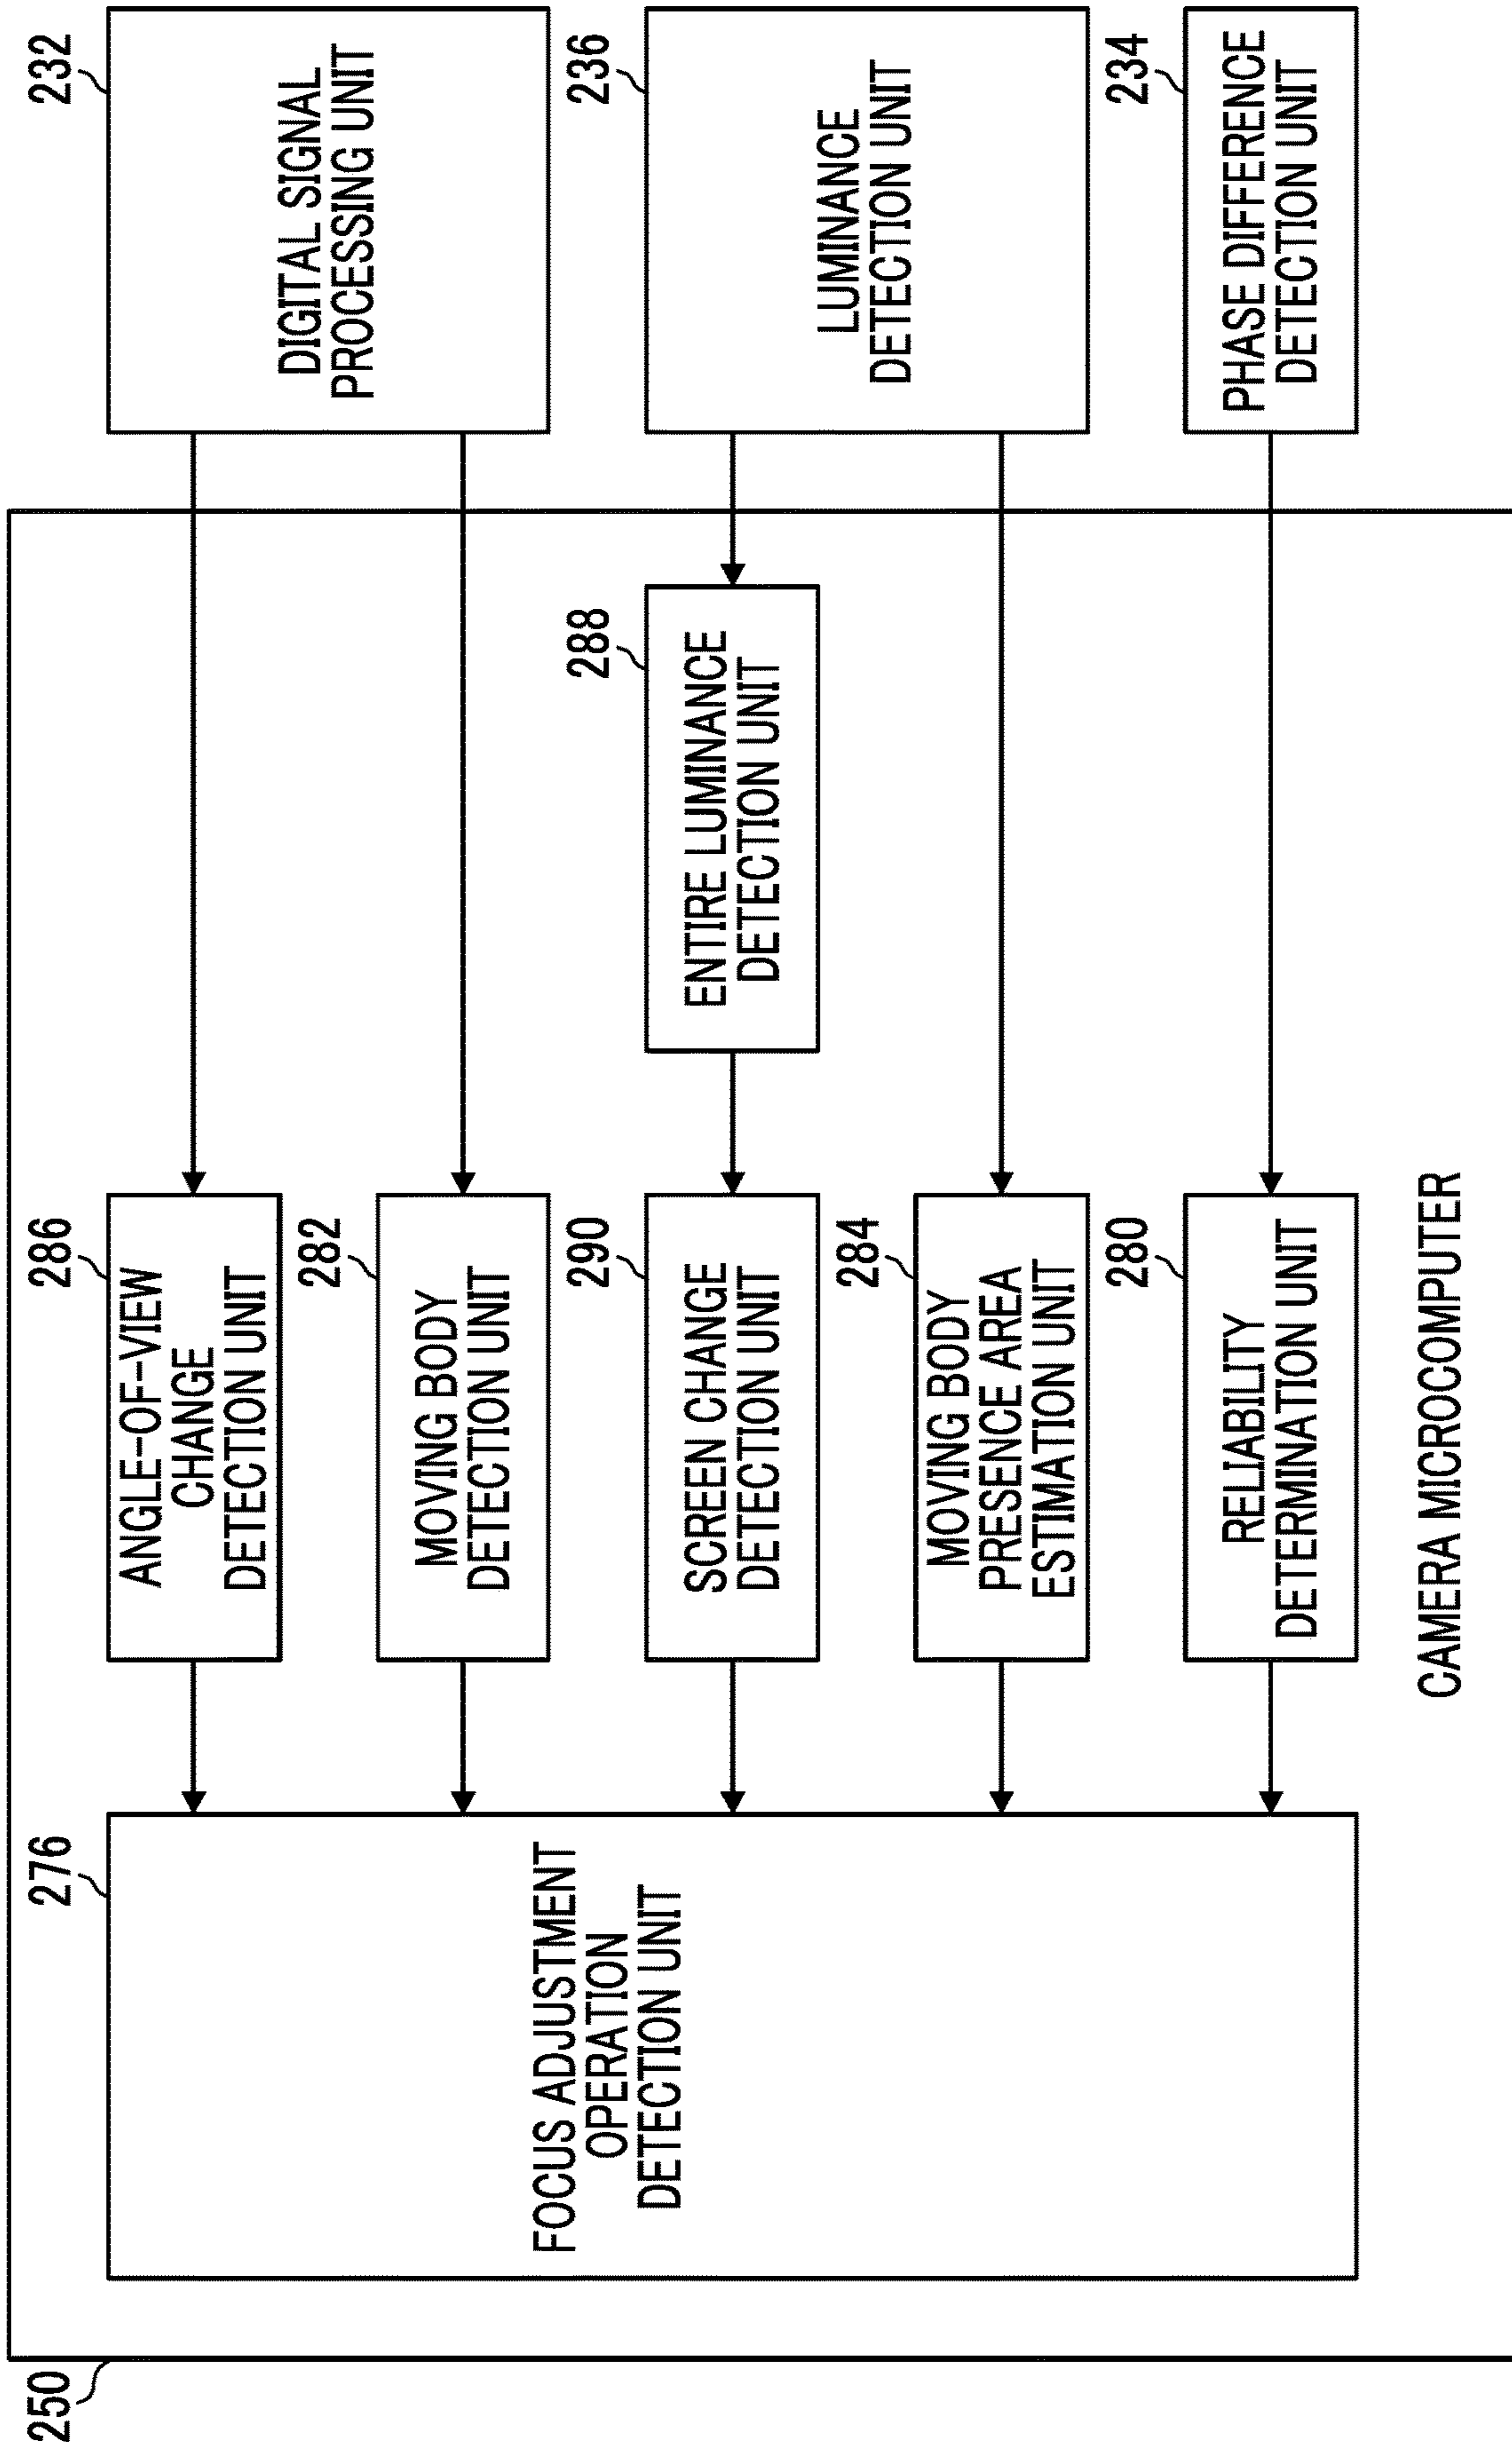 250
276
FOCUS ADJUSTMENT
OPERATION
DETECTION UNIT
286
ANGLE-OF-VIEW
CHANGE
DETECTION UNIT
282
MOVING BODY
DETECTION UNIT
290
SCREEN CHANGE
DETECTION UNIT
284
MOVING BODY
PRESENCE AREA
ESTIMATION UNIT
280
RELIABILITY
DETERMINATION UNIT
CAMERA MICROCOMPUTER
288
ENTIRE LUMINANCE
DETECTION UNIT
232
DIGITAL SIGNAL
PROCESSING UNIT
236
LUMINANCE
DETECTION UNIT
234
PHASE DIFFERENCE
DETECTION UNIT